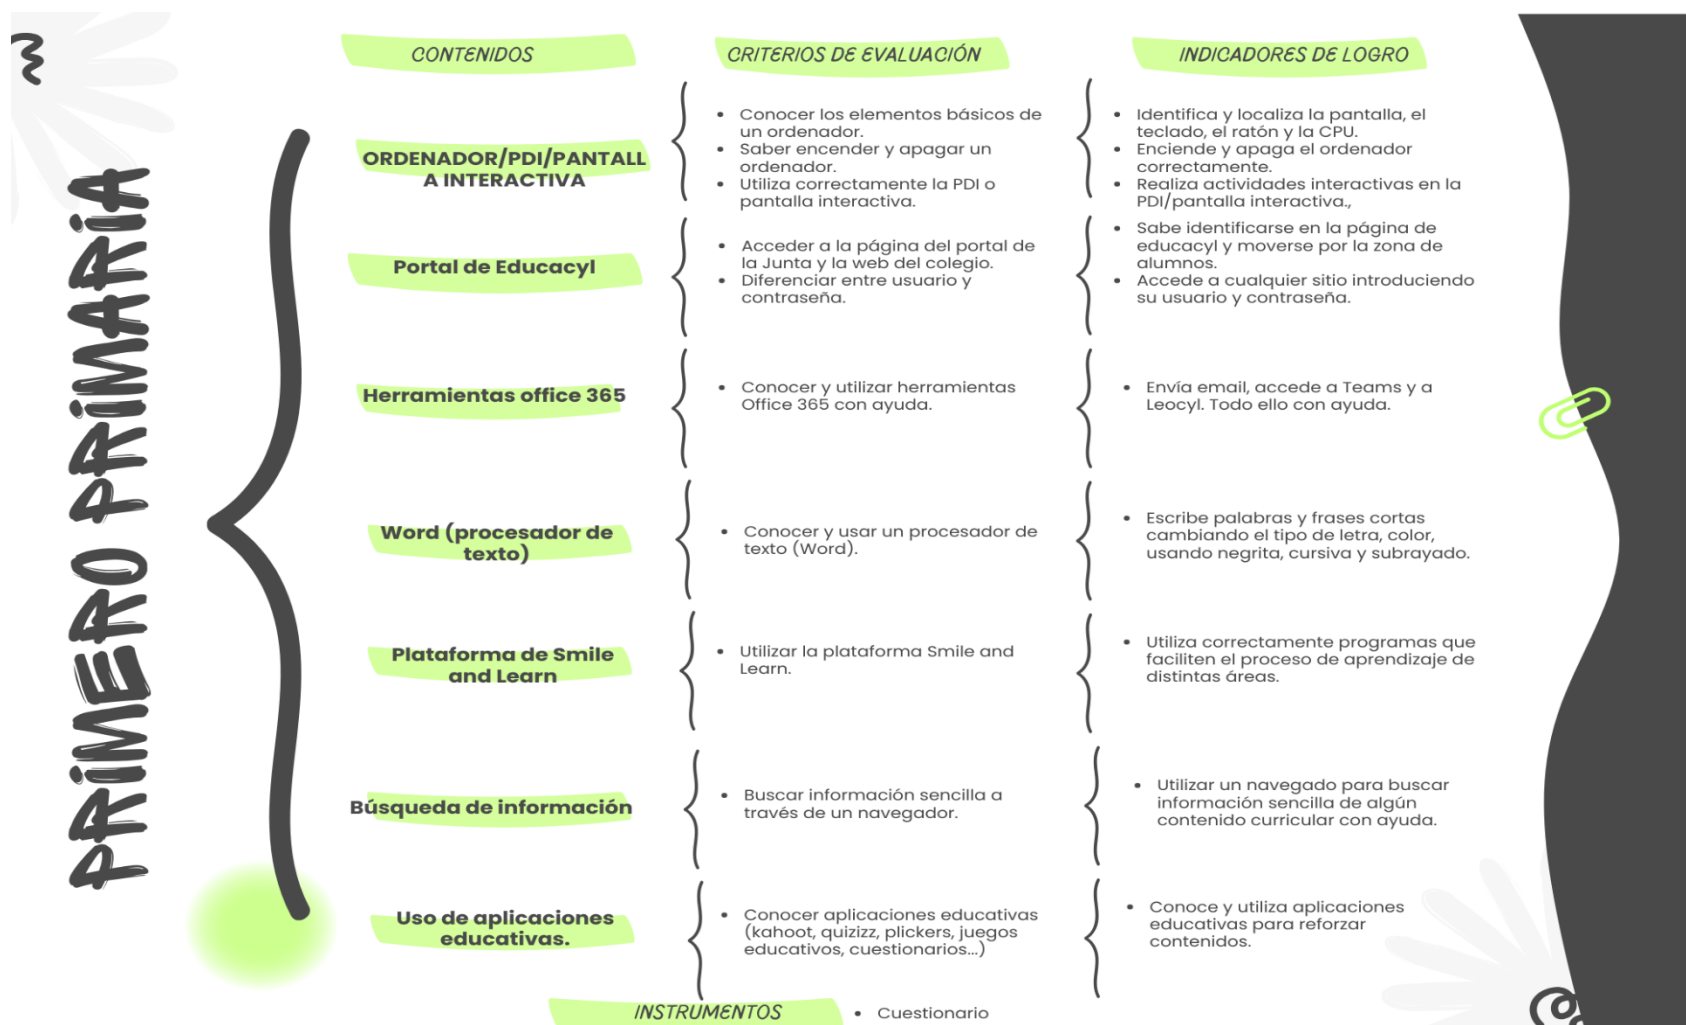 PRIMERO PRIMARIA
CONTENIDOS
CRITERIOS DE EVALUACIÓN
INDICADORES DE LOGRO
ORDENADOR/PDI/PANTALL
A INTERACTIVA
• Conocer los elementos básicos de
un ordenador.
• Saber encender y apagar un
ordenador.
• Utiliza correctamente la PDI o
pantalla interactiva.
• Identifica y localiza la pantalla, el
teclado, el ratón y la CPU.
• Enciende y apaga el ordenador
correctamente.
• Realiza actividades interactivas en la
PDI/pantalla interactiva.,
Portal de Educacyl
• Acceder a la página del portal de
la Junta y la web del colegio.
• Diferenciar entre usuario y
contraseña.
• Sabe identificarse en la página de
educacyl y moverse por la zona de
alumnos.
• Accede a cualquier sitio introduciendo
su usuario y contraseña.
Herramientas office 365
• Conocer y utilizar herramientas
Office 365 con ayuda.
• Envía email, accede a Teams y a
Leocyl. Todo ello con ayuda.
Word (procesador de
texto)
• Conocer y usar un procesador de
texto (Word).
• Escribe palabras y frases cortas
cambiando el tipo de letra, color,
usando negrita, cursiva y subrayado.
Plataforma de Smile
and Learn
• Utilizar la plataforma Smile and
Learn.
• Utiliza correctamente programas que
faciliten el proceso de aprendizaje de
distintas áreas.
Búsqueda de información
• Buscar información sencilla a
través de un navegador.
• Utilizar un navegado para buscar
información sencilla de algún
contenido curricular con ayuda.
Uso de aplicaciones
educativas.
• Conocer aplicaciones educativas
(kahoot, quizizz, plickers, juegos
educativos, cuestionarios...)
• Conoce y utiliza aplicaciones
educativas para reforzar
contenidos.
INSTRUMENTOS
• Cuestionario